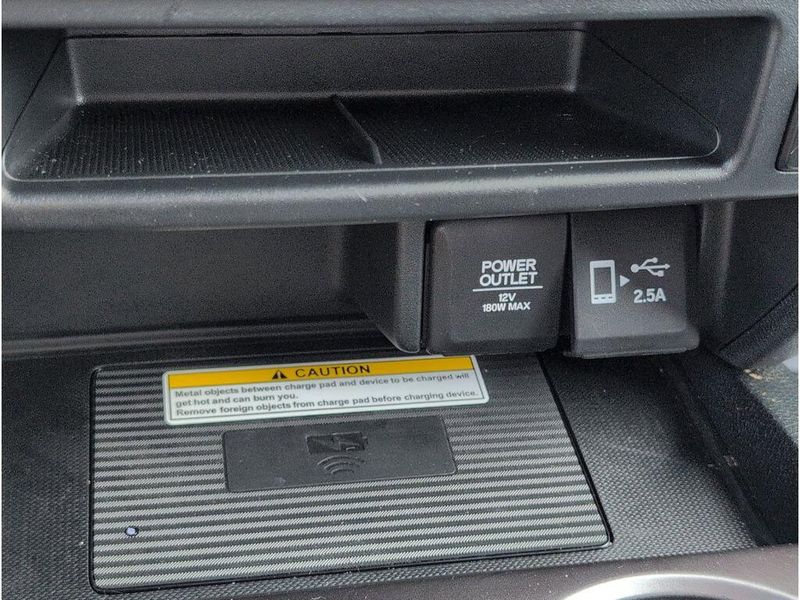 POWER
OUTLET
12V
180W MAX
2.5A
CAUTION
Metal objects between charge pad and device to be charged will
get hot and can burn you.
Remove foreign objects from charge pad before charging device.